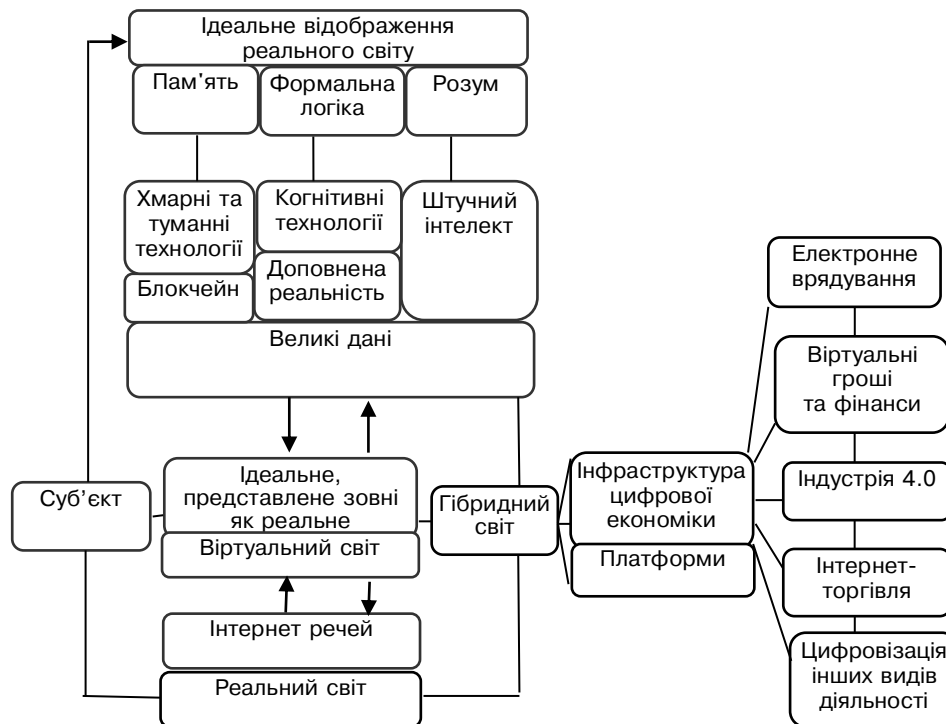 Ідеальне відображення
реального світу
Пам'ять
Формальна
логіка
Розум
Хмарні та
туманні
технології
Блокчейн
Когнітивні
технології
Доповнена
реальність
Штучний
інтелект
Великі дані
Суб'єкт
Ідеальне,
представлене зовні
як реальне
Віртуальний світ
Гібридний
світ
Інтернет речей
Реальний світ
Інфраструктура
цифрової
економіки
Платформи
Електронне
врядування
Віртуальні
гроші
та фінанси
Індустрія 4.0
Інтернет-
торгівля
Цифровізація
інших видів
діяльності